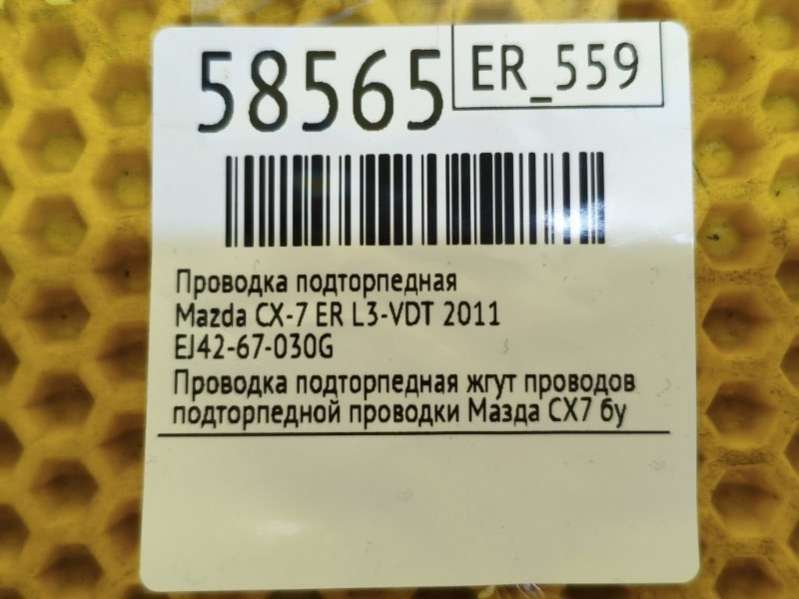 58565
ER_559
Проводка подторпедная
Mazda CX-7 ER L3-VDT 2011
EJ42-67-030G
Проводка подторпедная жгут проводов
подторпедной проводки Мазда СХ7 бу